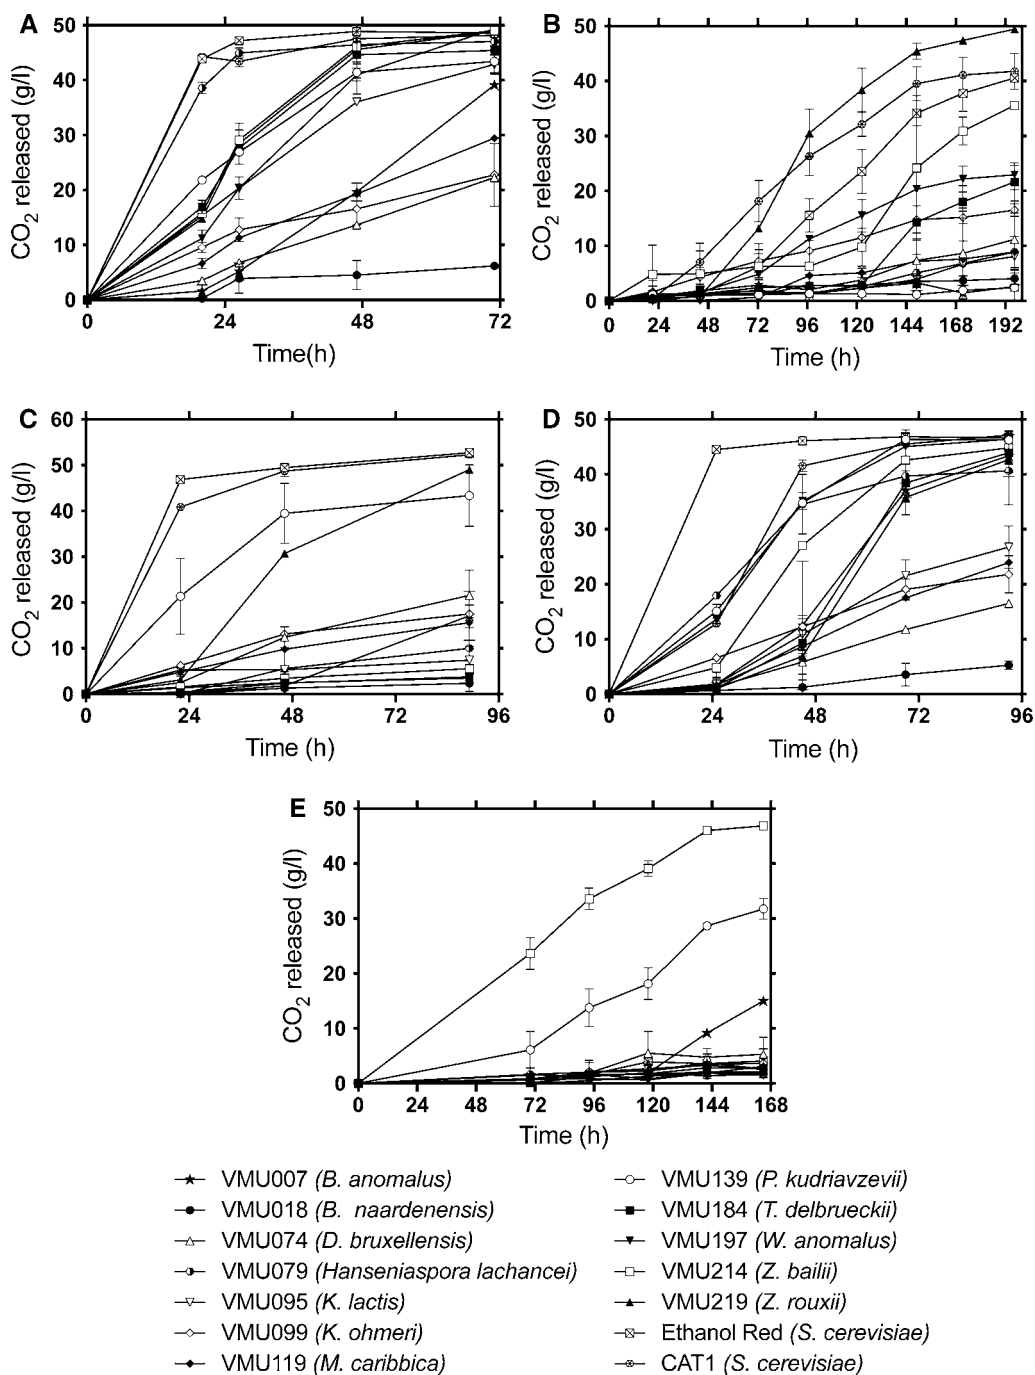 A
CO2 released (g/l)
50
40
30
20
10
0
0 24 48 72
Time(h)
B
CO2 released (g/l)
50
40
30
20
10
0
0 24 48 72 96 120 144 168 192
Time (h)
C
CO2 released (g/l)
60
50
40
30
20
10
0
0 24 48 72 96
Time (h)
D
CO2 released (g/l)
50
40
30
20
10
0
0 24 48 72 96
Time (h)
E
CO2 released (g/l)
50
40
30
20
10
0
0 24 48 72 96 120 144 168
Time (h)
VMU007 (B. anomalus)
VMU018 (B. naardenensis)
VMU074 (D. bruxellensis)
VMU079 (Hanseniaspora lachancei)
VMU095 (K. lactis)
VMU099 (K. ohmeri)
VMU119 (M. caribbica)
VMU139 (P. kudriavzevii)
VMU184 (T. delbrueckii)
VMU197 (W. anomalus)
VMU214 (Z. bailii)
VMU219 (Z. rouxii)
Ethanol Red (S. cerevisiae)
CAT1 (S. cerevisiae)